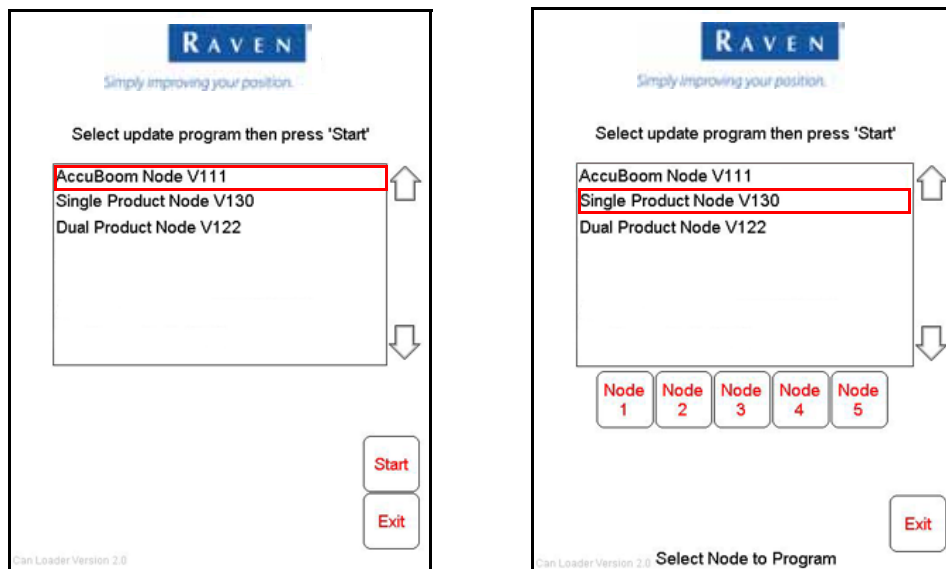 RAVEN
Simply improving your position.
Select update program then press 'Start'
AccuBoom Node V111
Single Product Node V130
Dual Product Node V122
Start
Exit
Can Loader Version 2.0
RAVEN
Simply improving your position.
Select update program then press 'Start'
AccuBoom Node V111
Single Product Node V130
Dual Product Node V122
Node 1
Node 2
Node 3
Node 4
Node 5
Exit
Can Loader Version 2.0
Select Node to Program